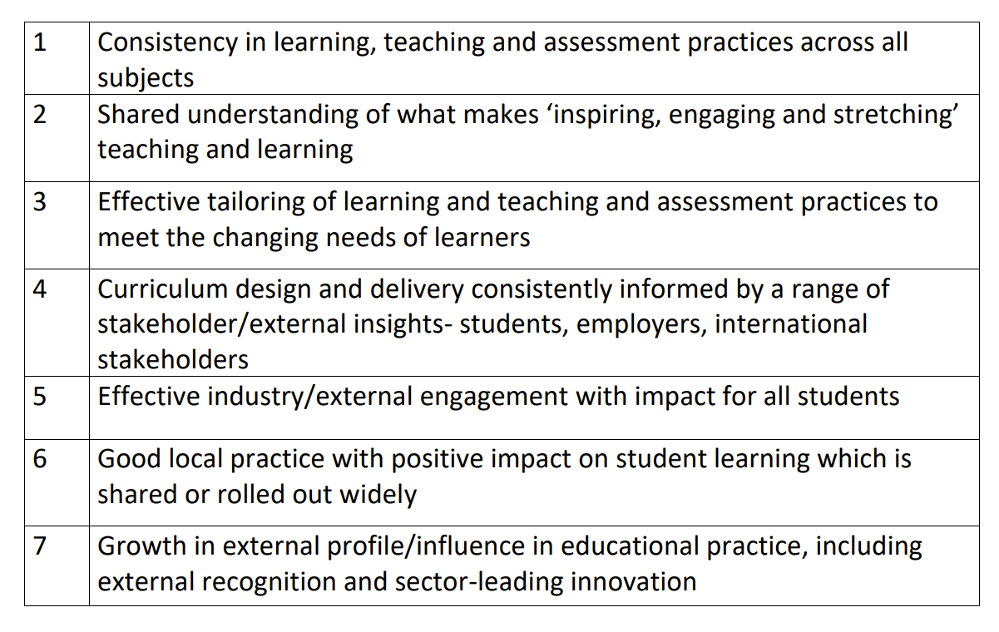 1 Consistency in learning, teaching and assessment practices across all
subjects
2 Shared understanding of what makes ‘inspiring, engaging and stretching’
teaching and learning
3 Effective tailoring of learning and teaching and assessment practices to
meet the changing needs of learners
4 Curriculum design and delivery consistently informed by a range of
stakeholder/external insights- students, employers, international
stakeholders
5 Effective industry/external engagement with impact for all students
6 Good local practice with positive impact on student learning which is
shared or rolled out widely
7 Growth in external profile/influence in educational practice, including
external recognition and sector-leading innovation